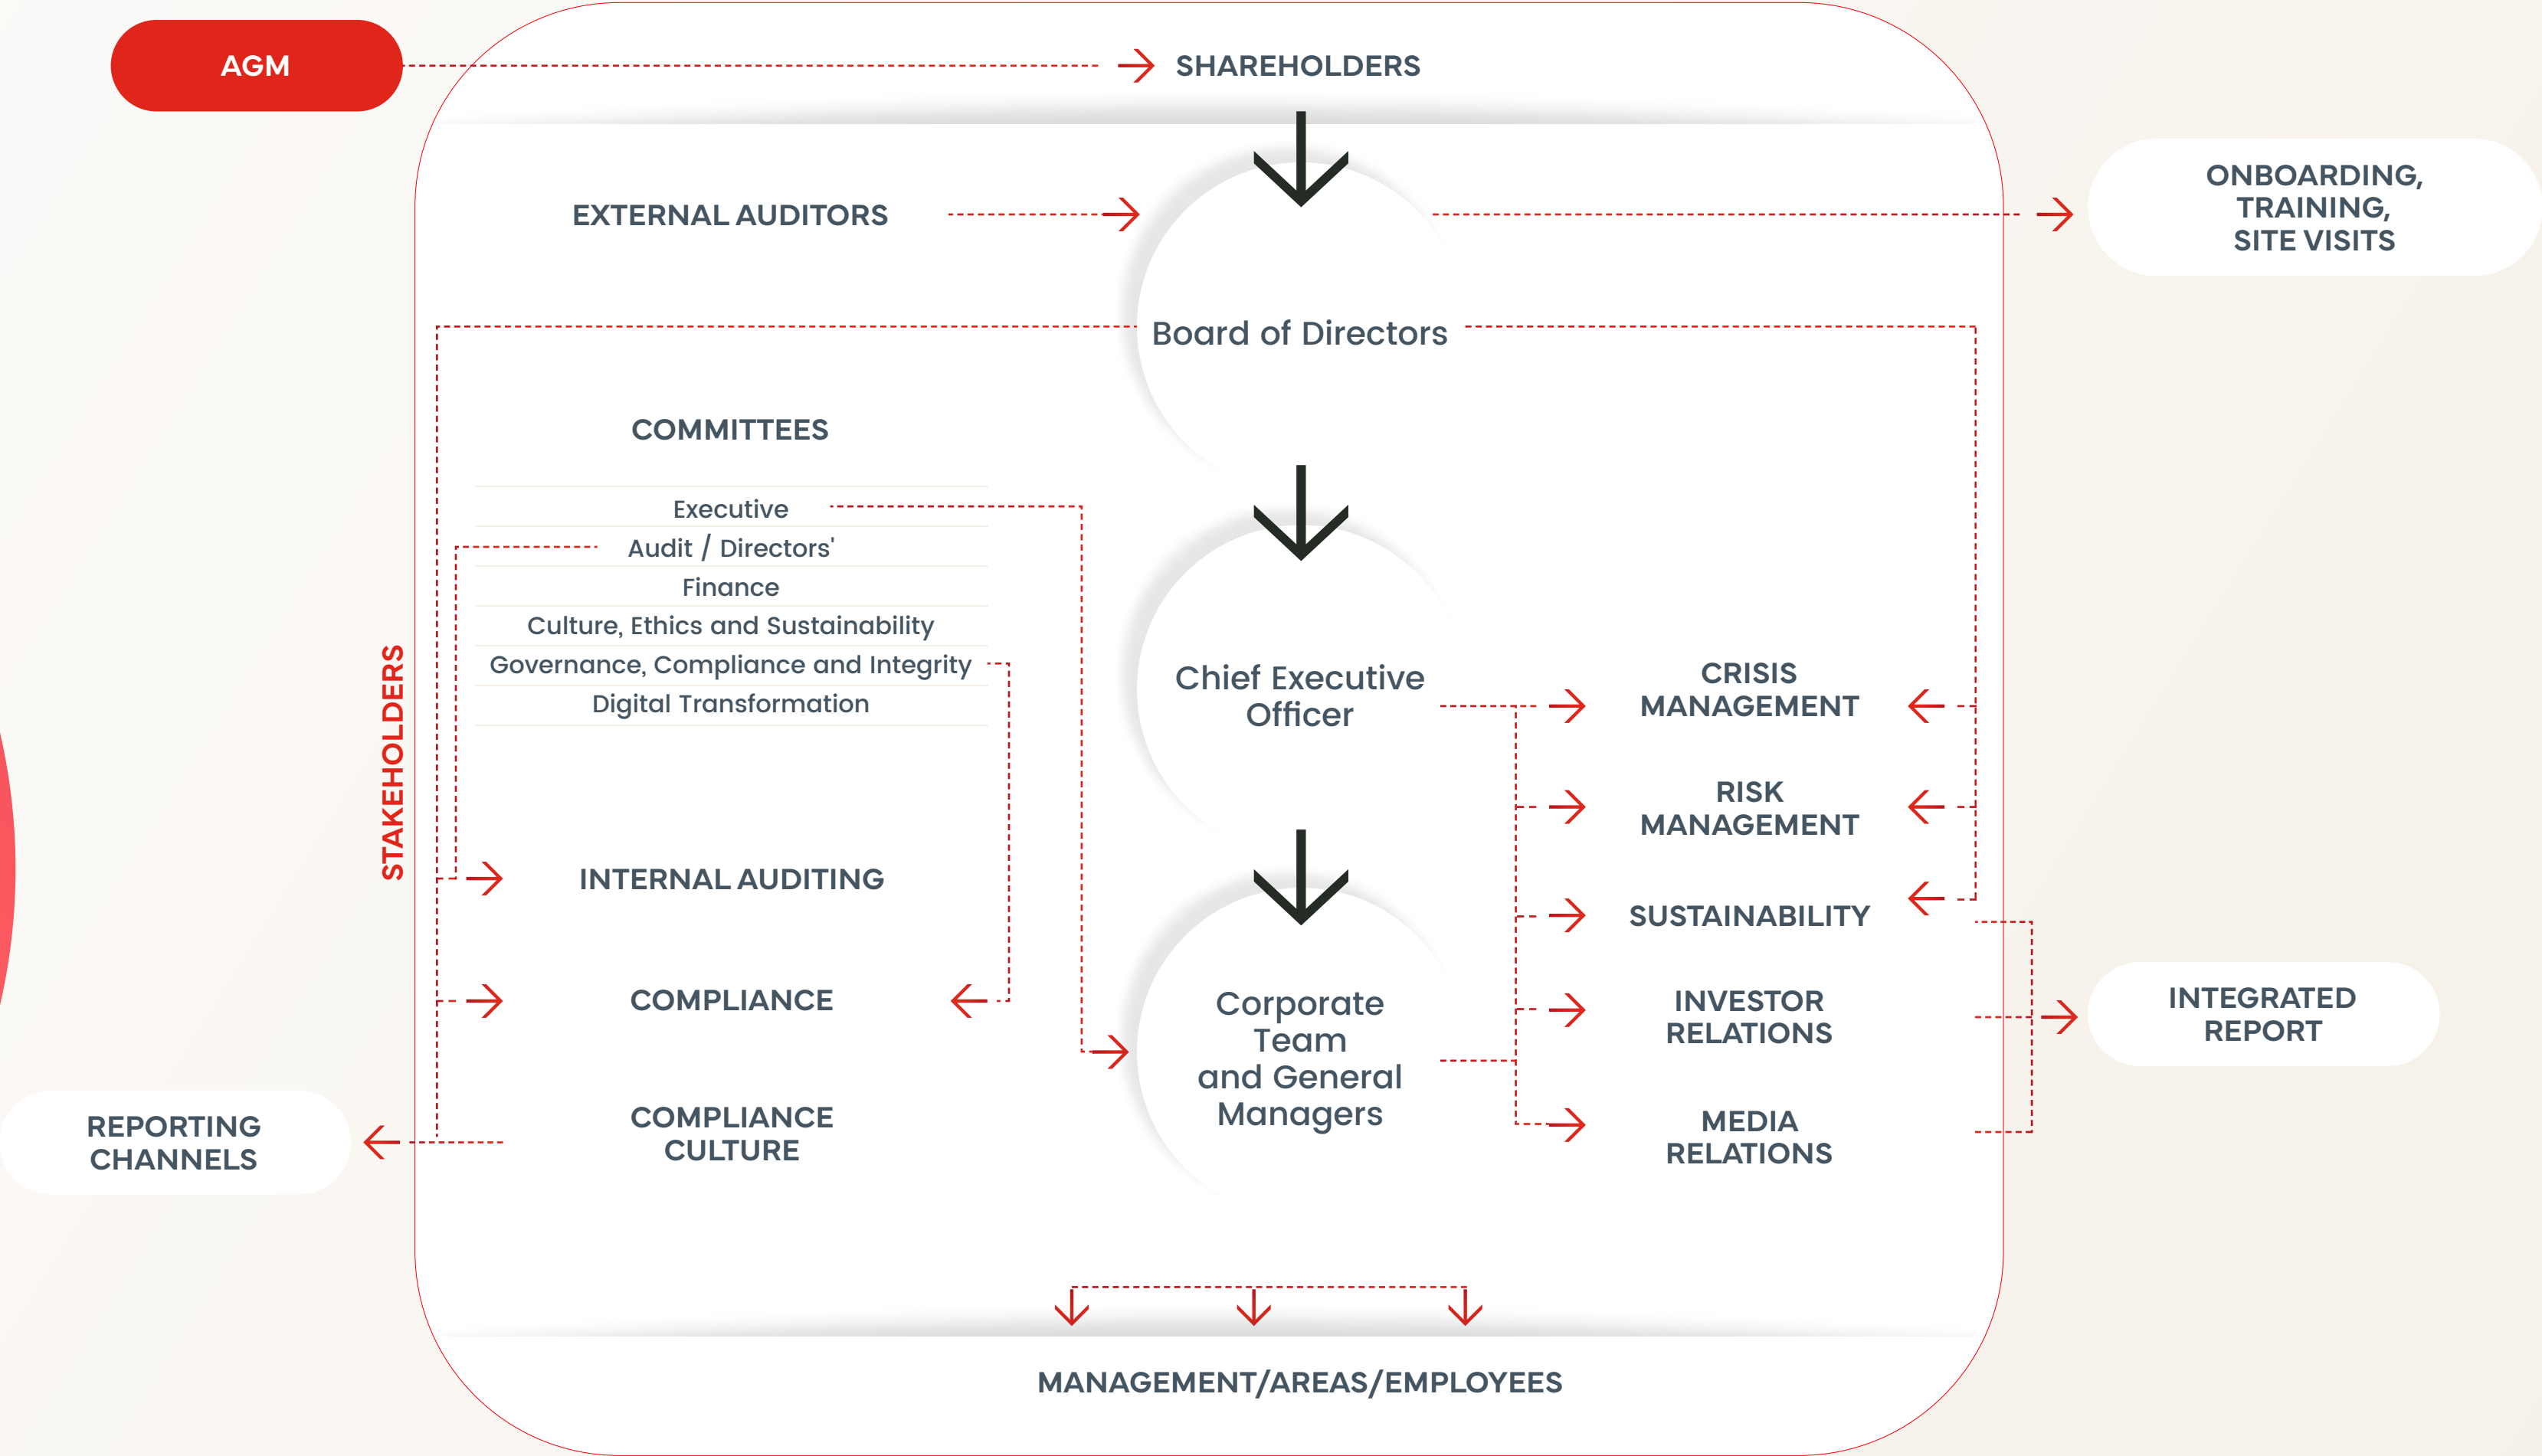 AGM
SHAREHOLDERS
EXTERNAL AUDITORS
ONBOARDING,
TRAINING,
SITE VISITS
Board of Directors
COMMITTEES
Executive
Audit / Directors'
Finance
Culture, Ethics and Sustainability
Governance, Compliance and Integrity
Digital Transformation
STAKEHOLDERS
Chief Executive
Officer
CRISIS
MANAGEMENT
RISK
MANAGEMENT
INTERNAL AUDITING
SUSTAINABILITY
COMPLIANCE
Corporate
Team
and General
Managers
INVESTOR
RELATIONS
INTEGRATED
REPORT
REPORTING
CHANNELS
COMPLIANCE
CULTURE
MEDIA
RELATIONS
MANAGEMENT/AREAS/EMPLOYEES